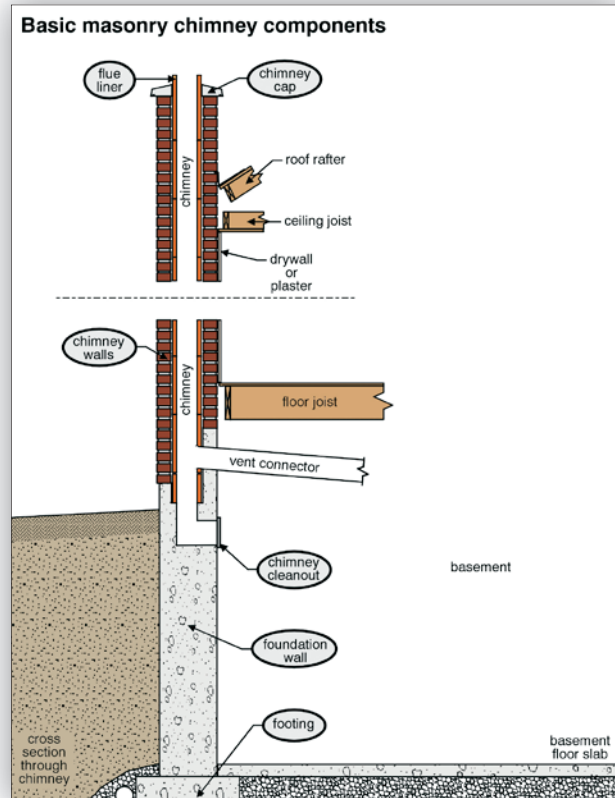 Basic masonry chimney components
flue
liner
chimney
cap
chimney
roof rafter
ceiling joist
drywall
or
plaster
chimney
walls
chimney
floor joist
vent connector
chimney
cleanout
basement
foundation
wall
footing
cross
section
through
chimney
basement
floor slab